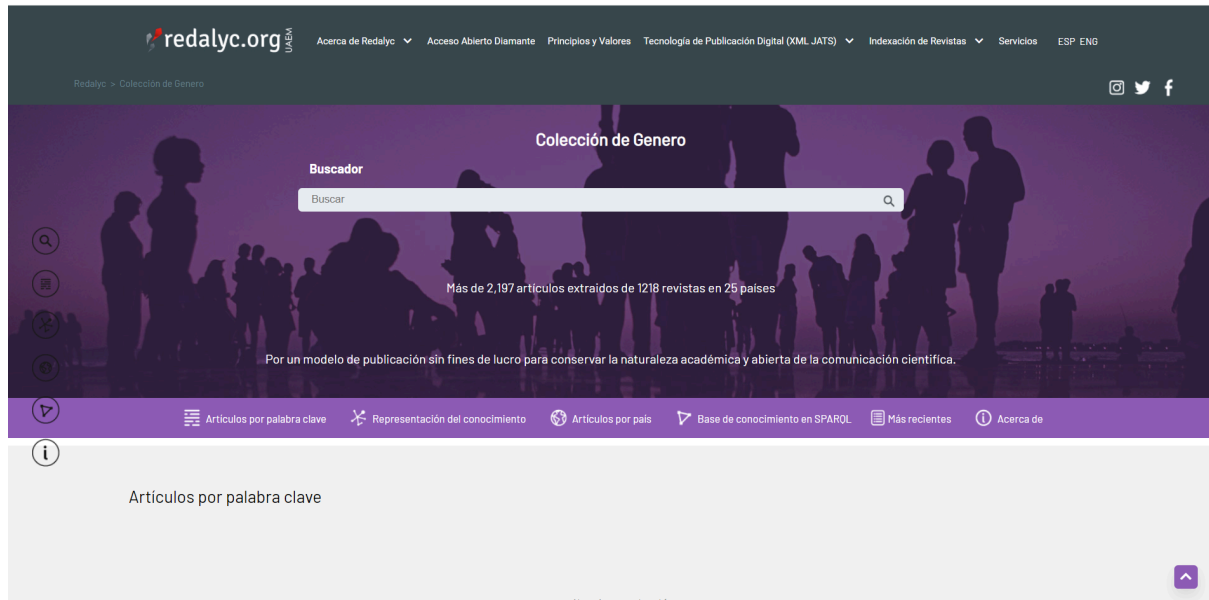 redalyc.org UAEM
Acerca de Redalyc Acceso Abierto Diamante Principios y Valores Tecnología de Publicación Digital (XML JATS) Indexación de Revistas Servicios ESP ENG
Redalyc > Colección de Genero
Colección de Genero
Buscador
Buscar
Más de 2,197 artículos extraidos de 1218 revistas en 25 países
Por un modelo de publicación sin fines de lucro para conservar la naturaleza académica y abierta de la comunicación científica.
Artículos por palabra clave Representación del conocimiento Artículos por país Base de conocimiento en SPARQL Más recientes Acerca de
Artículos por palabra clave